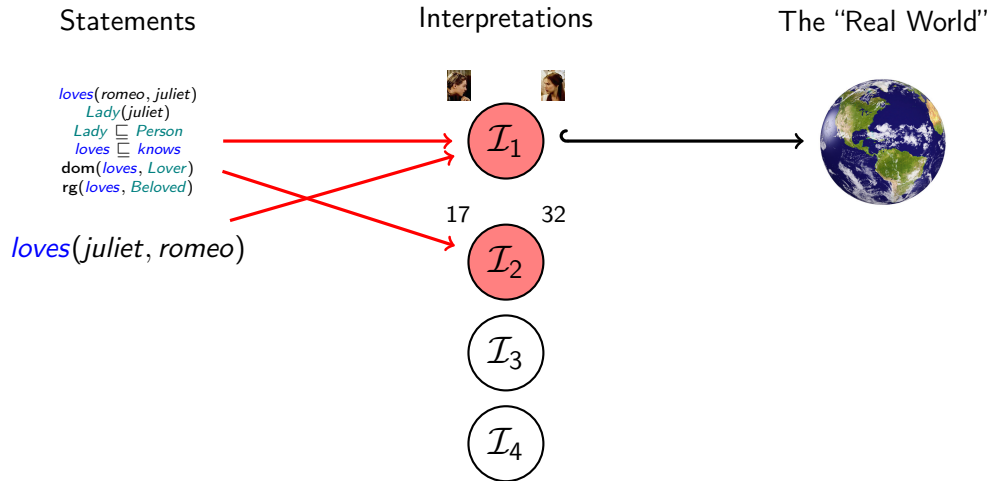 Statements
Interpretations
The “Real World”
loves(romeo, juliet)
Lady(juliet)
Lady ⊑ Person
loves ⊑ knows
dom(loves, Lover)
rg(loves, Beloved)
loves(juliet, romeo)
ℐ₁
17 32
ℐ₂
ℐ₃
ℐ₄